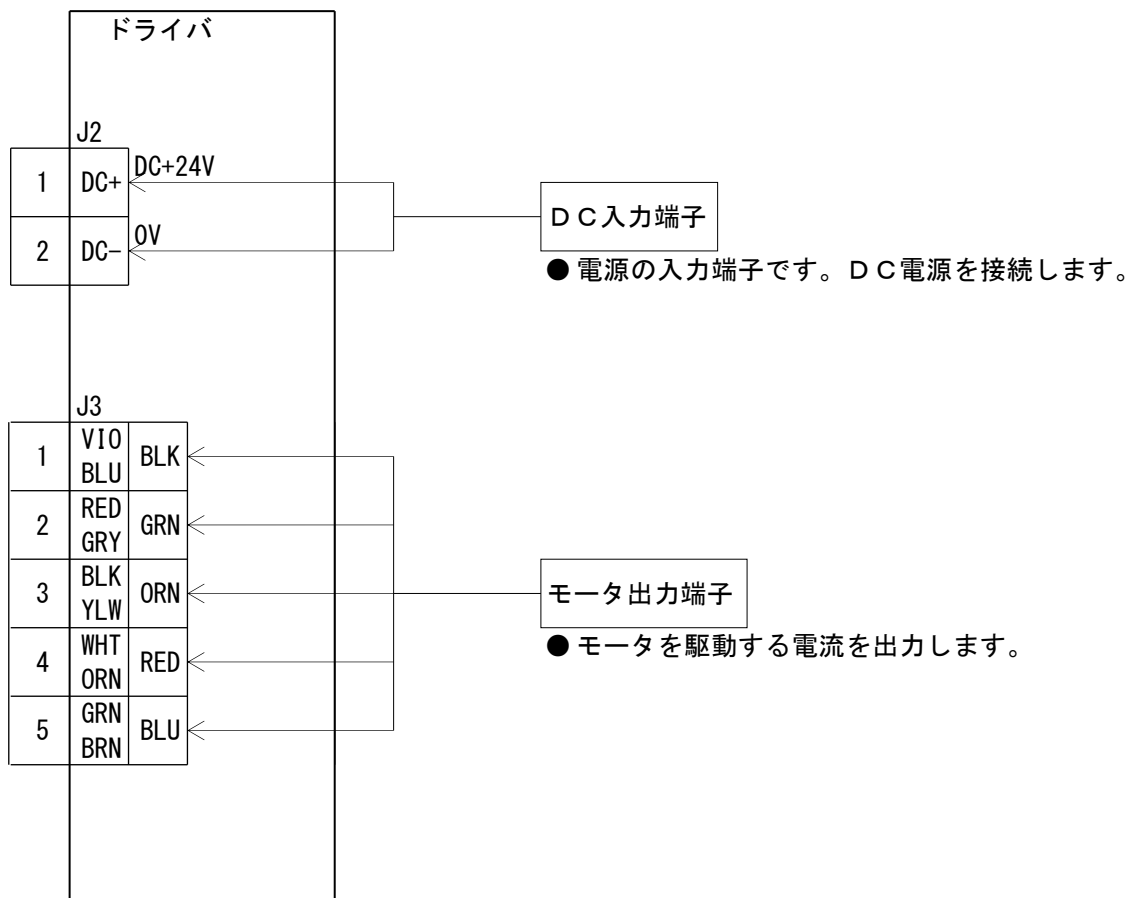 ドライバ
J2
1 DC+ DC+24V
2 DC− 0V
DC入力端子
● 電源の入力端子です。DC電源を接続します。
J3
1 VIO BLU BLK
2 RED GRY GRN
3 BLK YLW ORN
4 WHT ORN RED
5 GRN BRN BLU
モータ出力端子
● モータを駆動する電流を出力します。